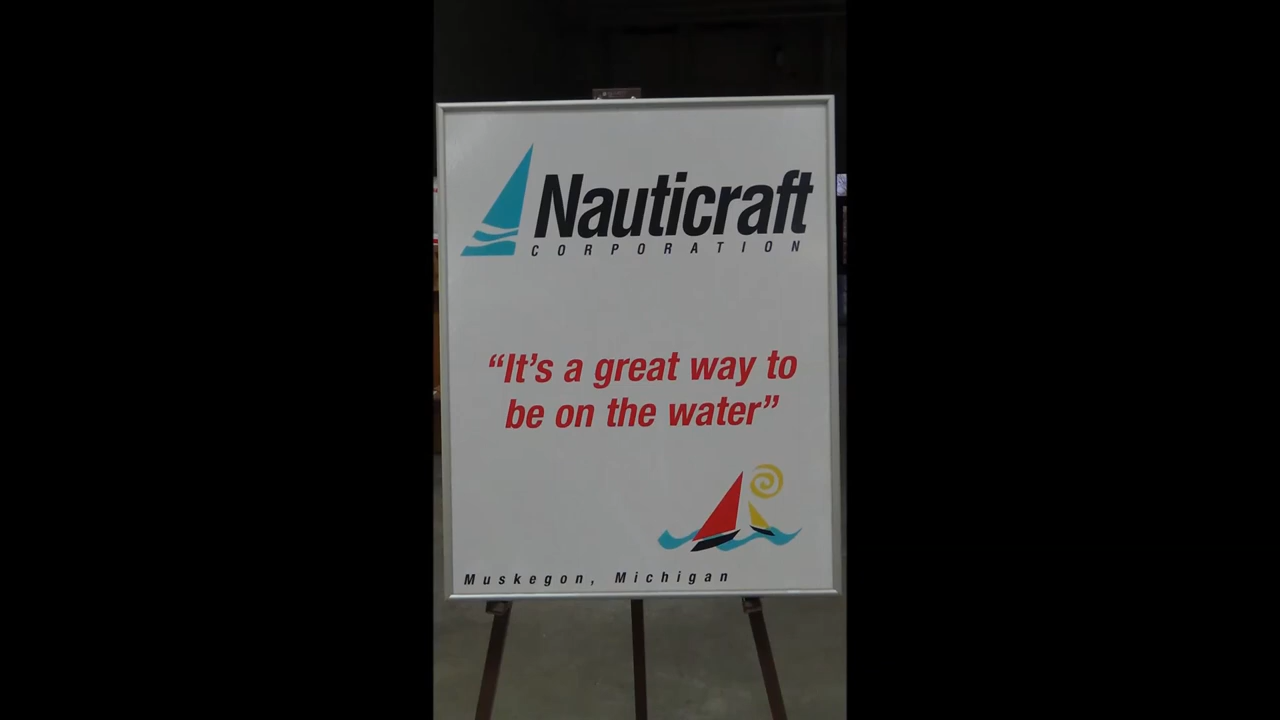 Nauticraft
CORPORATION
“It’s a great way to
be on the water”
Muskegon, Michigan